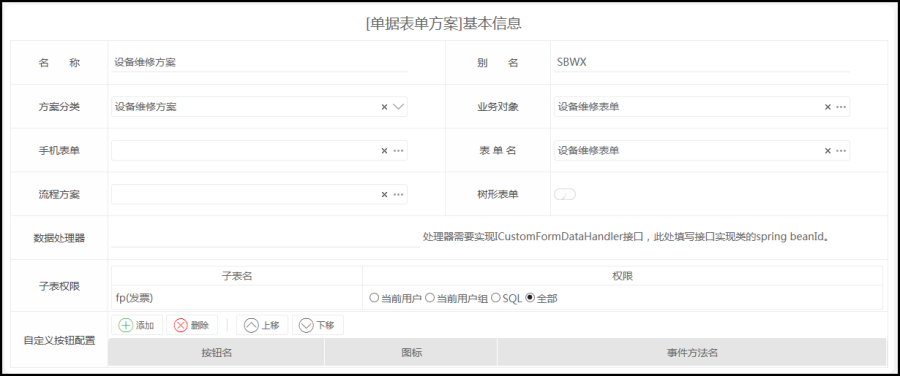 [单据表单方案]基本信息
名 称 设备维修方案 别 名 SBWX
方案分类 设备维修方案 业务对象 设备维修表单
手机表单 表 单 名 设备维修表单
流程方案 树形表单
数据处理器 处理器需要实现ICustomFormDataHandler接口，此处填写接口实现类的spring beanId。
子表名 权限
子表权限 fp(发票) 当前用户 当前用户组 SQL 全部
添加 删除 上移 下移
自定义按钮配置
按钮名 图标 事件方法名